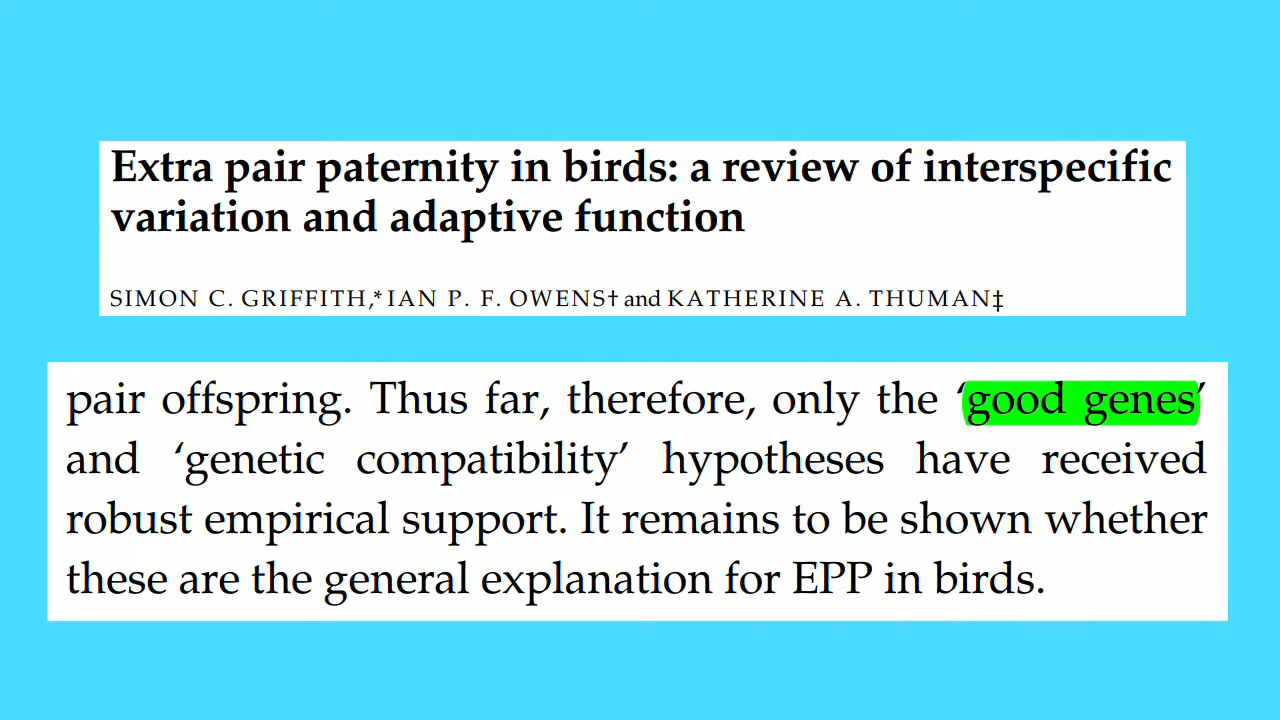 Extra pair paternity in birds: a review of interspecific
variation and adaptive function
SIMON C. GRIFFITH,* IAN P. F. OWENS† and KATHERINE A. THUMAN‡
pair offspring. Thus far, therefore, only the ‘good genes’
and ‘genetic compatibility’ hypotheses have received
robust empirical support. It remains to be shown whether
these are the general explanation for EPP in birds.